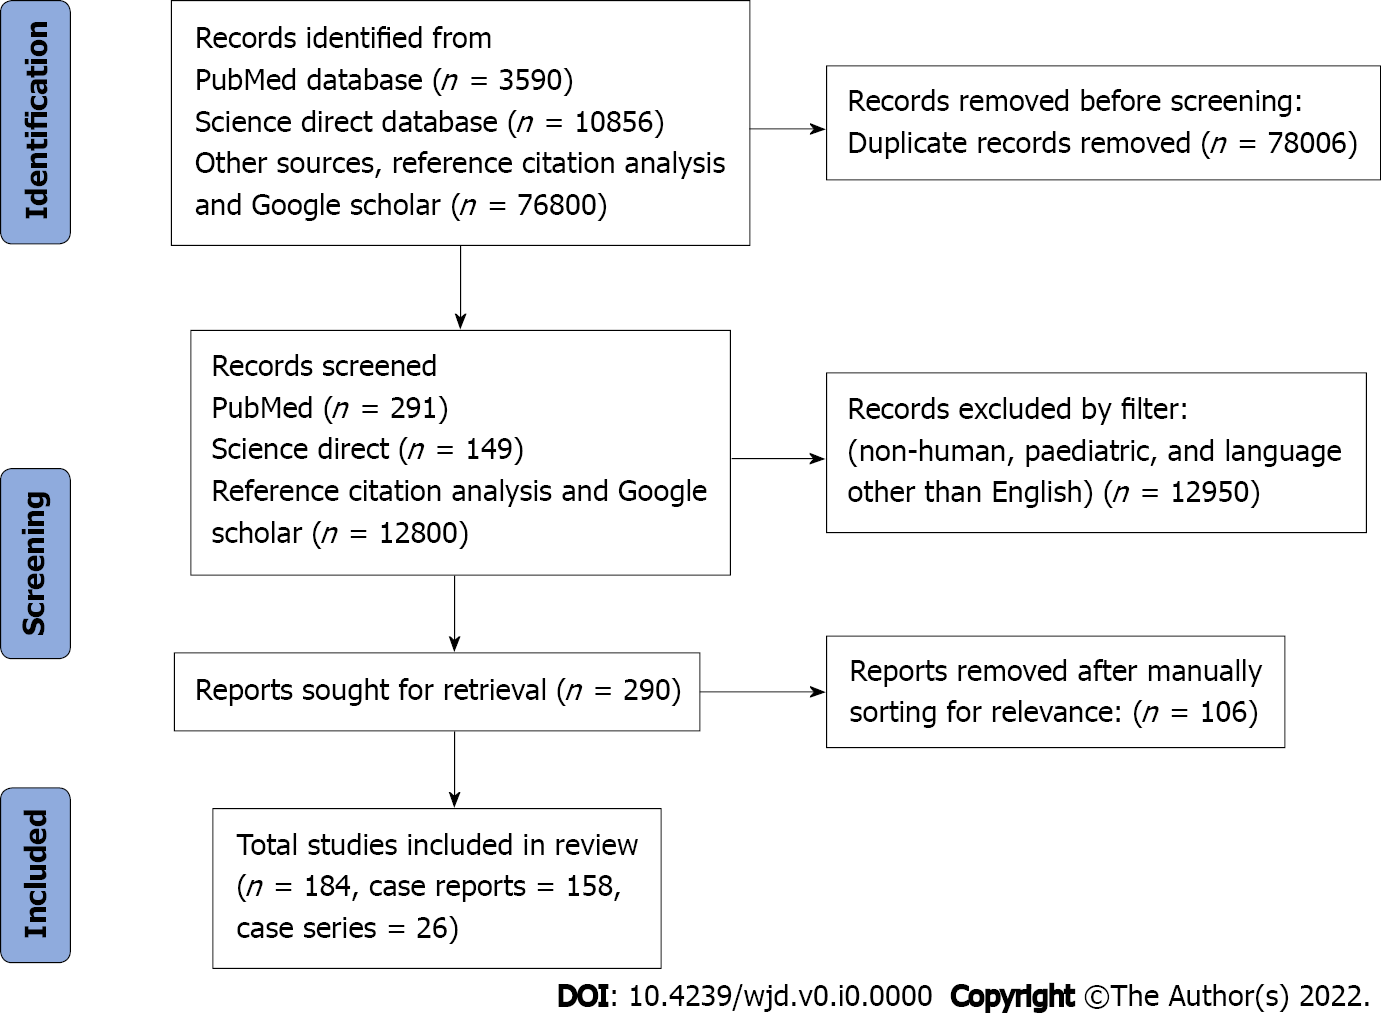 Identification
Records identified from
PubMed database (n = 3590)
Science direct database (n = 10856)
Other sources, reference citation analysis
and Google scholar (n = 76800)
Records removed before screening:
Duplicate records removed (n = 78006)
Screening
Records screened
PubMed (n = 291)
Science direct (n = 149)
Reference citation analysis and Google
scholar (n = 12800)
Records excluded by filter:
(non-human, paediatric, and language
other than English) (n = 12950)
Reports sought for retrieval (n = 290)
Reports removed after manually
sorting for relevance: (n = 106)
Included
Total studies included in review
(n = 184, case reports = 158,
case series = 26)
DOI: 10.4239/wjd.v0.i0.0000 Copyright ©The Author(s) 2022.